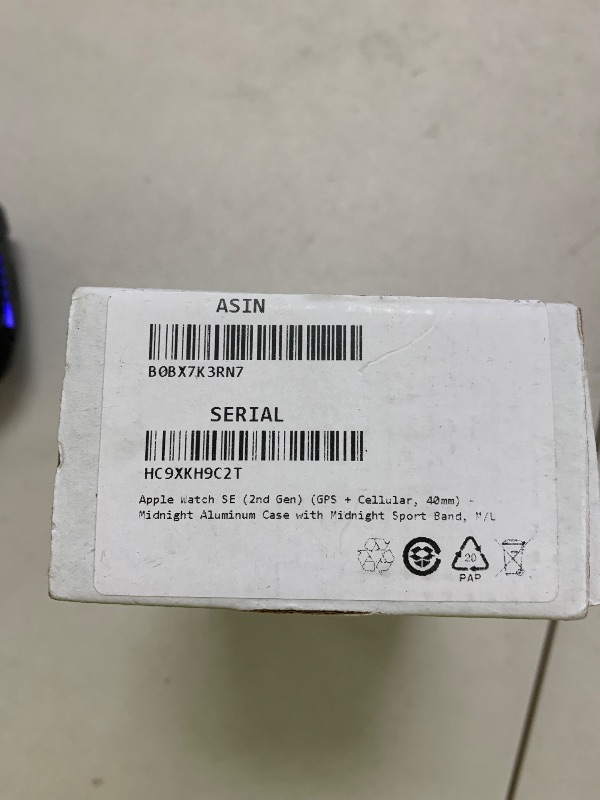 ASIN
B0BX7K3RN7
SERIAL
HC9XKH9C2T
Apple Watch SE (2nd Gen) (GPS + Cellular, 40mm) -
Midnight Aluminum Case with Midnight Sport Band, M/L
20
PAP